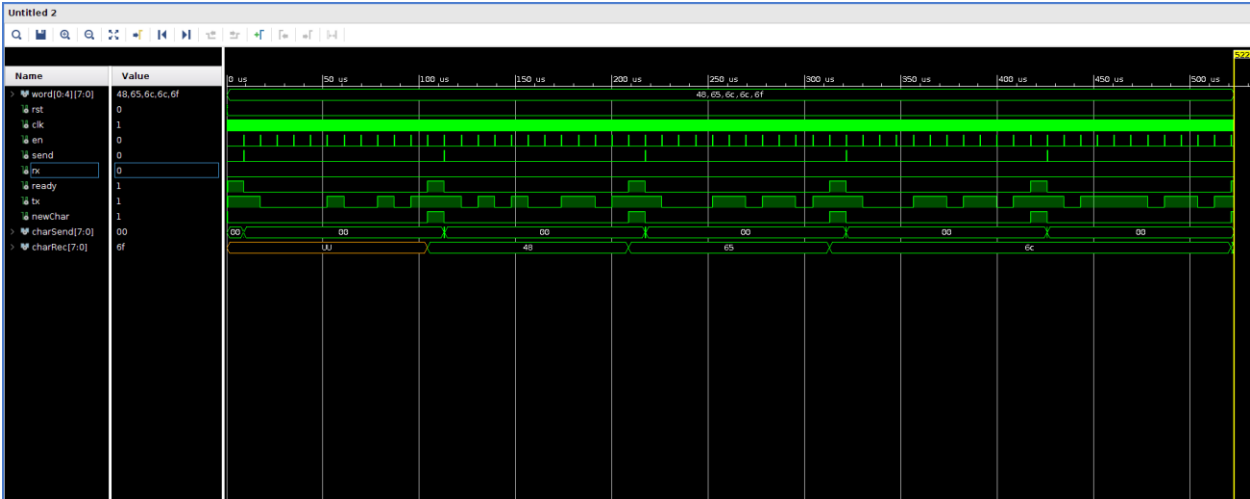 Untitled 2
522
Name Value
0 us 50 us 100 us 150 us 200 us 250 us 300 us 350 us 400 us 450 us 500 us
word[0:4][7:0] 48,65,6c,6c,6f 48,65,6c,6c,6f
rst 0
clk 1
en 0
send 0
rx 0
ready 1
tx 1
newChar 1
charSend[7:0] 00 00 00 00 00 00 00
charRec[7:0] 6f UU 48 65 6c